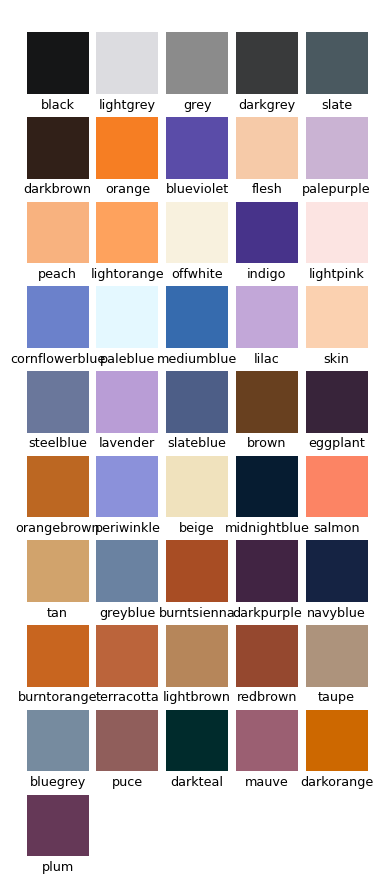 black lightgrey grey darkgrey slate
darkbrown orange blueviolet flesh palepurple
peach lightorange offwhite indigo lightpink
cornflowerblue paleblue mediumblue lilac skin
steelblue lavender slateblue brown eggplant
orangebrown periwinkle beige midnightblue salmon
tan greyblue burntsienna darkpurple navyblue
burntorange terracotta lightbrown redbrown taupe
bluegrey puce darkteal mauve darkorange
plum